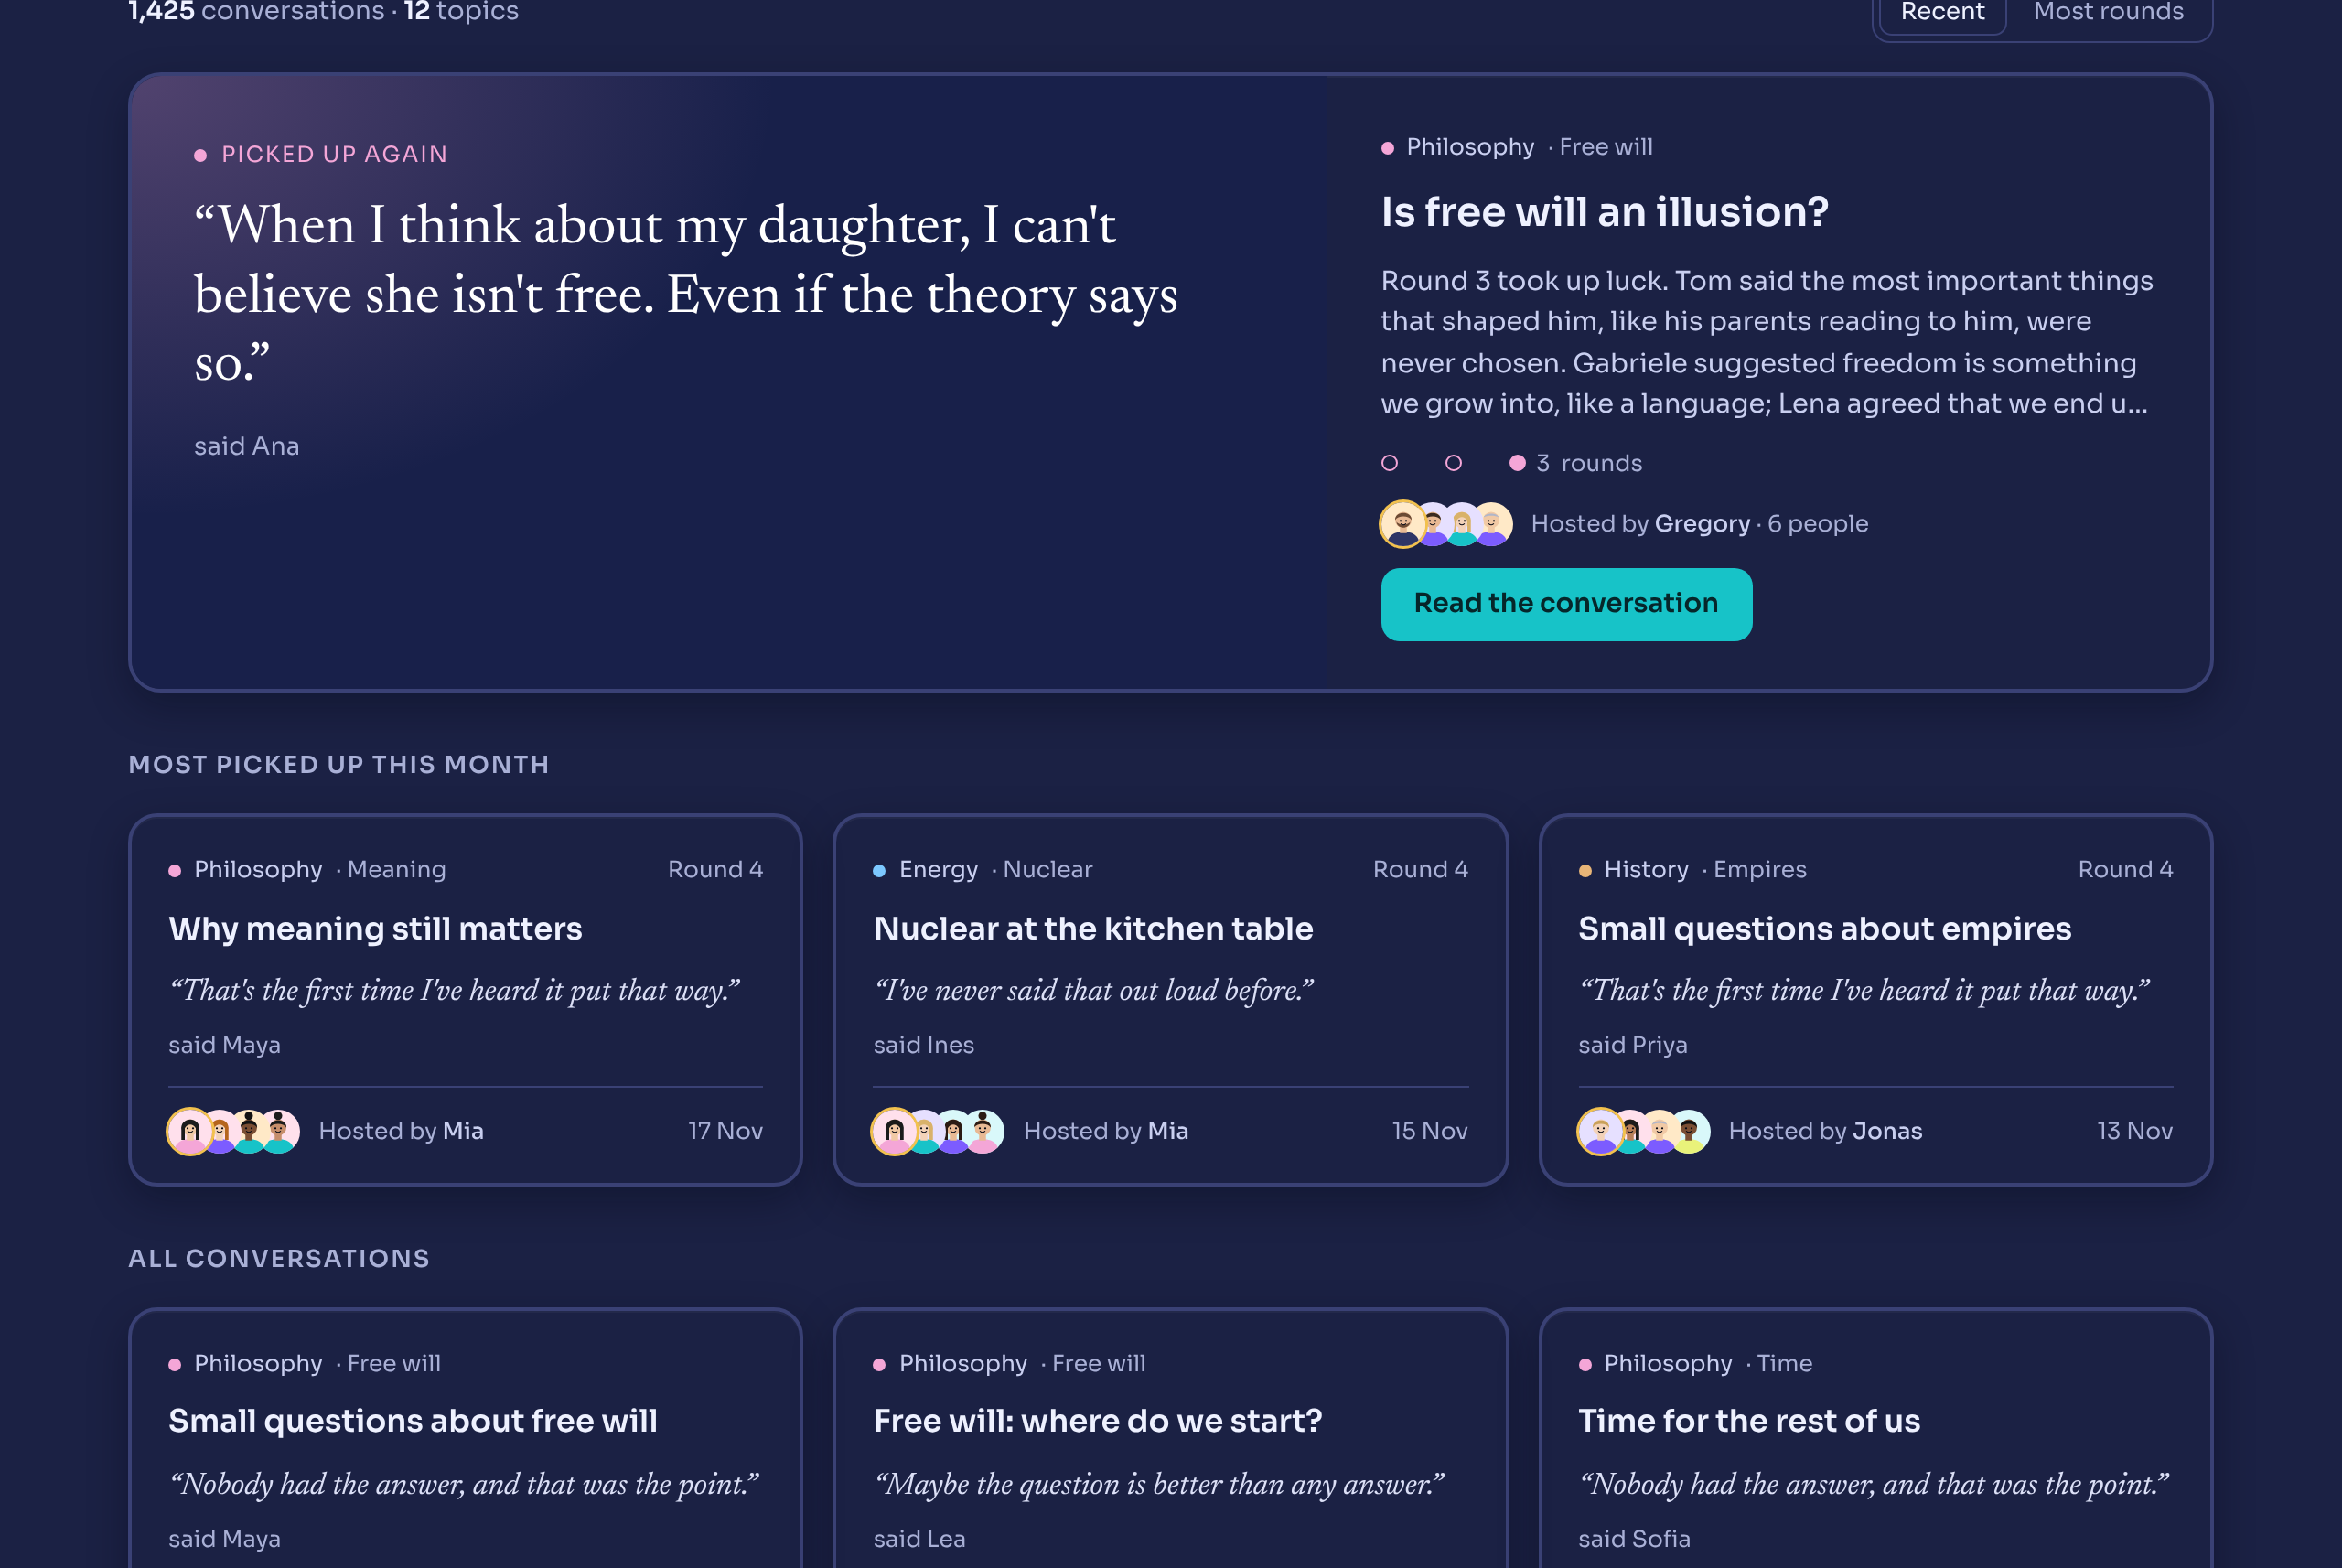 1,425 conversations · 12 topics
Recent
Most rounds
PICKED UP AGAIN
“When I think about my daughter, I can't
believe she isn't free. Even if the theory says
so.”
said Ana
Philosophy · Free will
Is free will an illusion?
Round 3 took up luck. Tom said the most important things
that shaped him, like his parents reading to him, were
never chosen. Gabriele suggested freedom is something
we grow into, like a language; Lena agreed that we end u...
3 rounds
Hosted by Gregory · 6 people
Read the conversation
MOST PICKED UP THIS MONTH
Philosophy · Meaning
Round 4
Why meaning still matters
“That's the first time I've heard it put that way.”
said Maya
Hosted by Mia
17 Nov
Energy · Nuclear
Round 4
Nuclear at the kitchen table
“I've never said that out loud before.”
said Ines
Hosted by Mia
15 Nov
History · Empires
Round 4
Small questions about empires
“That's the first time I've heard it put that way.”
said Priya
Hosted by Jonas
13 Nov
ALL CONVERSATIONS
Philosophy · Free will
Small questions about free will
“Nobody had the answer, and that was the point.”
said Maya
Philosophy · Free will
Free will: where do we start?
“Maybe the question is better than any answer.”
said Lea
Philosophy · Time
Time for the rest of us
“Nobody had the answer, and that was the point.”
said Sofia